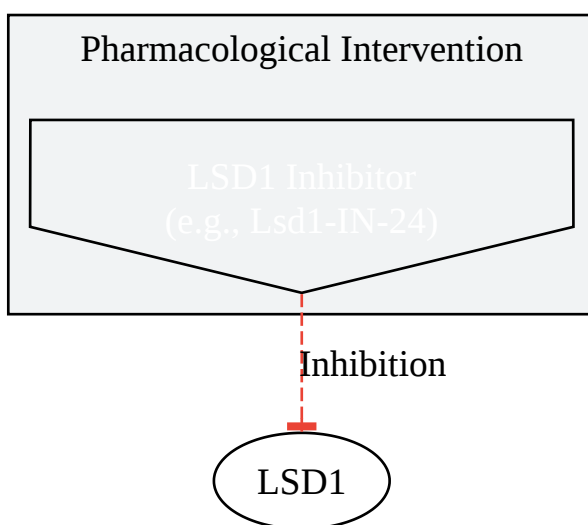 Pharmacological Intervention
LSD1 Inhibitor
(e.g., Lsd1-IN-24)
Inhibition
LSD1